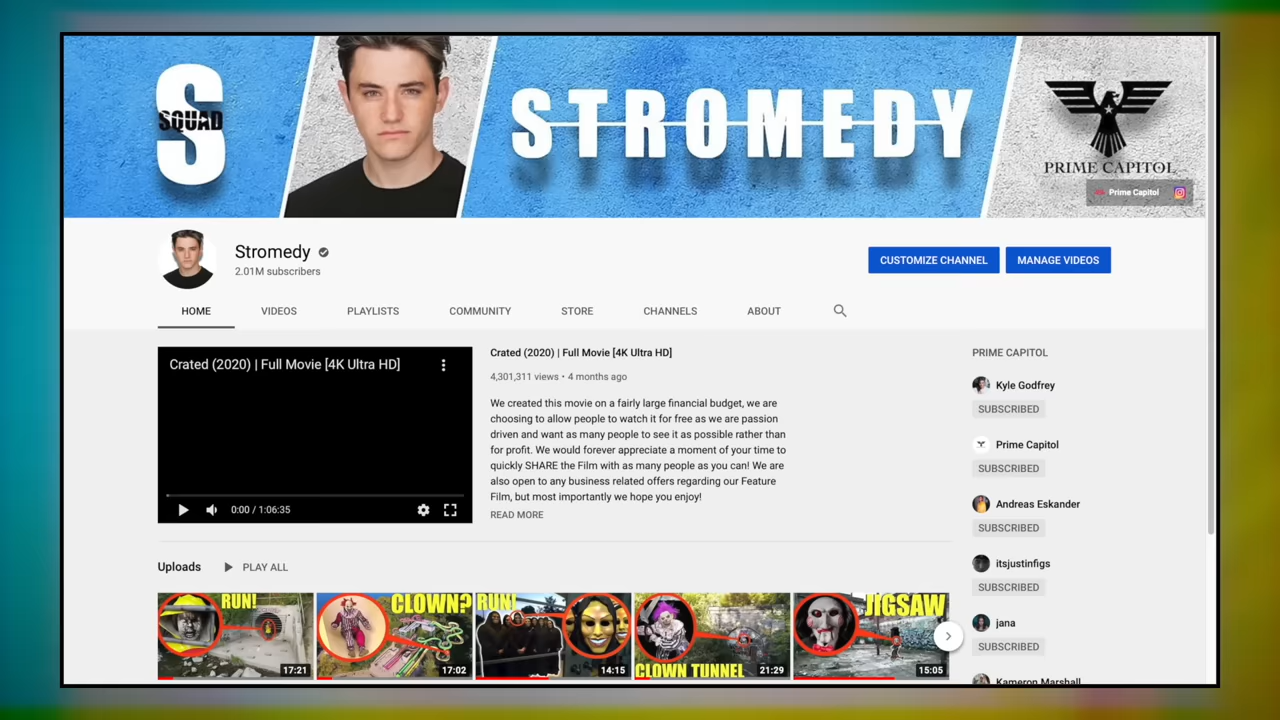 S
SQUAD
STROMEDY
PRIME CAPITOL
Prime Capitol
Stromedy
2.01M subscribers
CUSTOMIZE CHANNEL
MANAGE VIDEOS
HOME
VIDEOS
PLAYLISTS
COMMUNITY
STORE
CHANNELS
ABOUT
Crated (2020) | Full Movie [4K Ultra HD]
0:00 / 1:06:35
Crated (2020) | Full Movie [4K Ultra HD]
4,301,311 views • 4 months ago
We created this movie on a fairly large financial budget, we are
choosing to allow people to watch it for free as we are passion
driven and want as many people to see it as possible rather than
for profit. We would forever appreciate a moment of your time to
quickly SHARE the Film with as many people as you can! We are
also open to any business related offers regarding our Feature
Film, but most importantly we hope you enjoy!
READ MORE
PRIME CAPITOL
Kyle Godfrey
SUBSCRIBED
Prime Capitol
SUBSCRIBED
Andreas Eskander
SUBSCRIBED
itsjustinfigs
SUBSCRIBED
jana
SUBSCRIBED
Kameron Marshall
Uploads
PLAY ALL
RUN!
17:21
CLOWN?
17:02
RUN!
14:15
CLOWN TUNNEL
21:29
JIGSAW
15:05